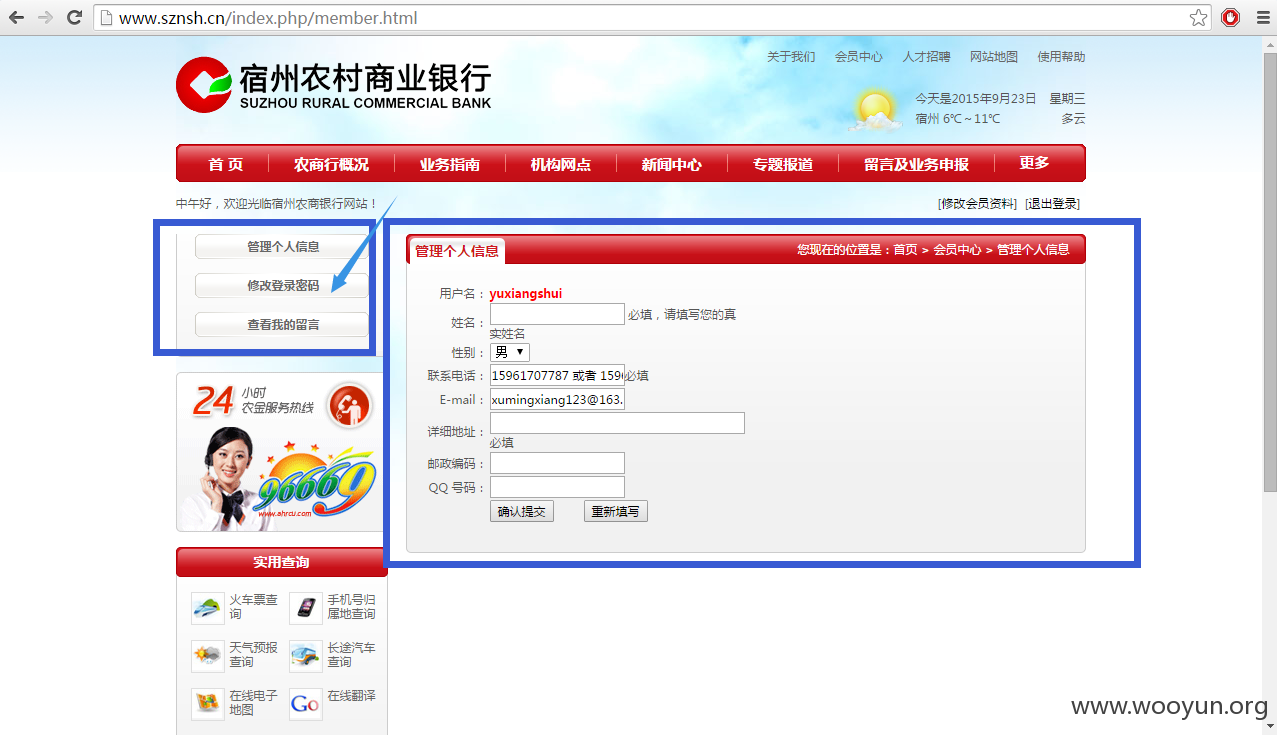 www.sznsh.cn/index.php/member.html
关于我们 会员中心 人才招聘 网站地图 使用帮助
宿州农村商业银行
SUZHOU RURAL COMMERCIAL BANK
今天是2015年9月23日 星期三
宿州 6℃~11℃ 多云
首 页 农商行概况 业务指南 机构网点 新闻中心 专题报道 留言及业务申报 更多
中午好，欢迎光临宿州农商银行网站！ [修改会员资料] [退出登录]
管理个人信息
修改登录密码
查看我的留言
管理个人信息 您现在的位置是：首页 > 会员中心 > 管理个人信息
用户名： yuxiangshui
姓名： 必填，请填写您的真
实姓名
性别： 男
联系电话： 15961707787 或者 159 必填
E-mail： xumingxiang123@163.
详细地址：
必填
邮政编码：
QQ 号码：
确认提交 重新填写
24 小时
农金服务热线
96669
www.ahrcu.com
实用查询
火车票查
询
手机号归
属地查询
天气预报
查询
长途汽车
查询
在线电子
地图
Go 在线翻译
www.wooyun.org